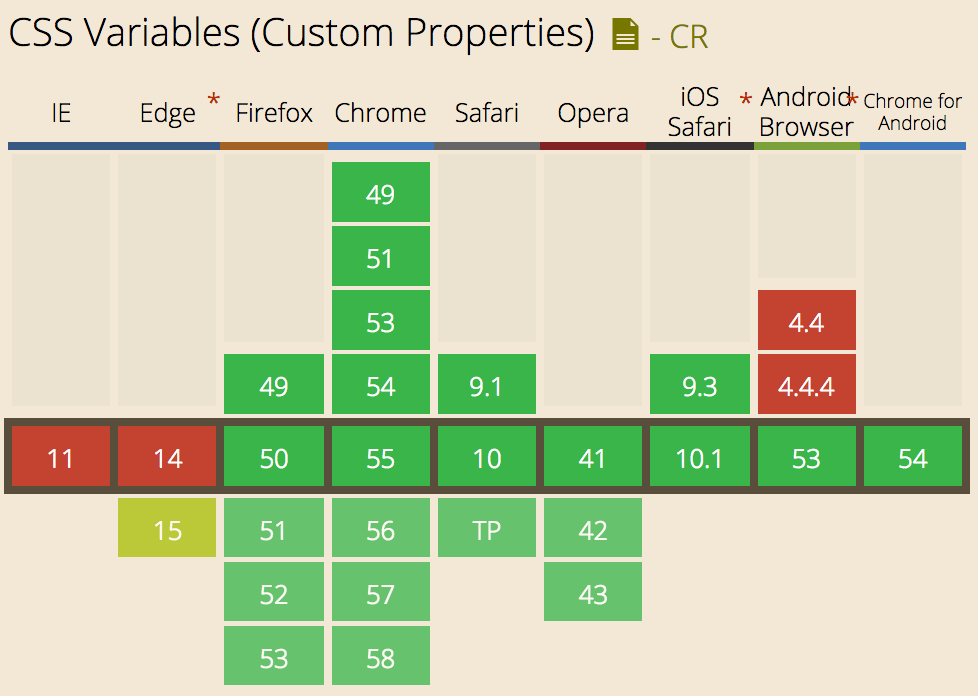 CSS Variables (Custom Properties) - CR
IE Edge * Firefox Chrome Safari Opera iOS Safari * Android Browser * Chrome for Android
49
51
53 4.4
49 54 9.1 9.3 4.4.4
11 14 50 55 10 41 10.1 53 54
15 51 56 TP 42
52 57 43
53 58